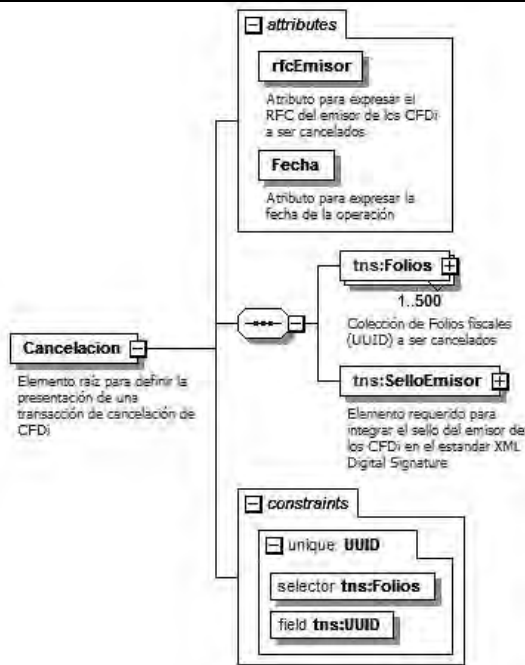 attributes
rfcEmisor
Atributo para expresar el
RFC del emisor de los CFDi
a ser cancelados
Fecha
Atributo para expresar la
fecha de la operación
tns:Folios
1..500
Colección de Folios fiscales
(UUID) a ser cancelados
Cancelacion
Elemento raíz para definir la
presentación de una
transacción de cancelación de
CFDi
tns:SelloEmisor
Elemento requerido para
integrar el sello del emisor de
los CFDi en el estandar XML
Digital Signature
constraints
unique: UUID
selector tns:Folios
field tns:UUID